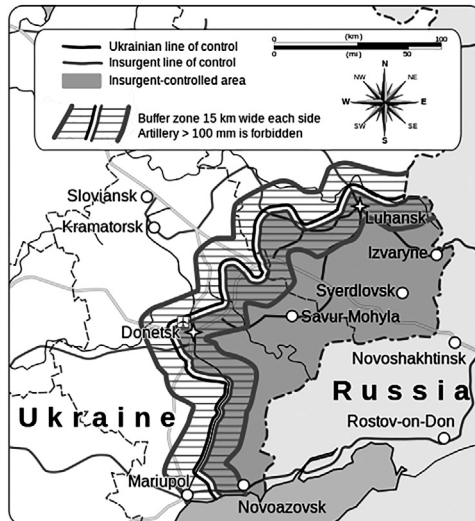 Ukrainian line of control
Insurgent line of control
Insurgent-controlled area
Buffer zone 15 km wide each side
Artillery > 100 mm is forbidden
(km)
0 50 100
(mi)
N
NW NE
W E
SW SE
S
Sloviansk
Kramatorsk
Luhansk
Izvaryne
Sverdlovsk
Savur-Mohyla
Donetsk
Novoshakhtinsk
Russia
Ukraine
Rostov-on-Don
Mariupol
Novoazovsk